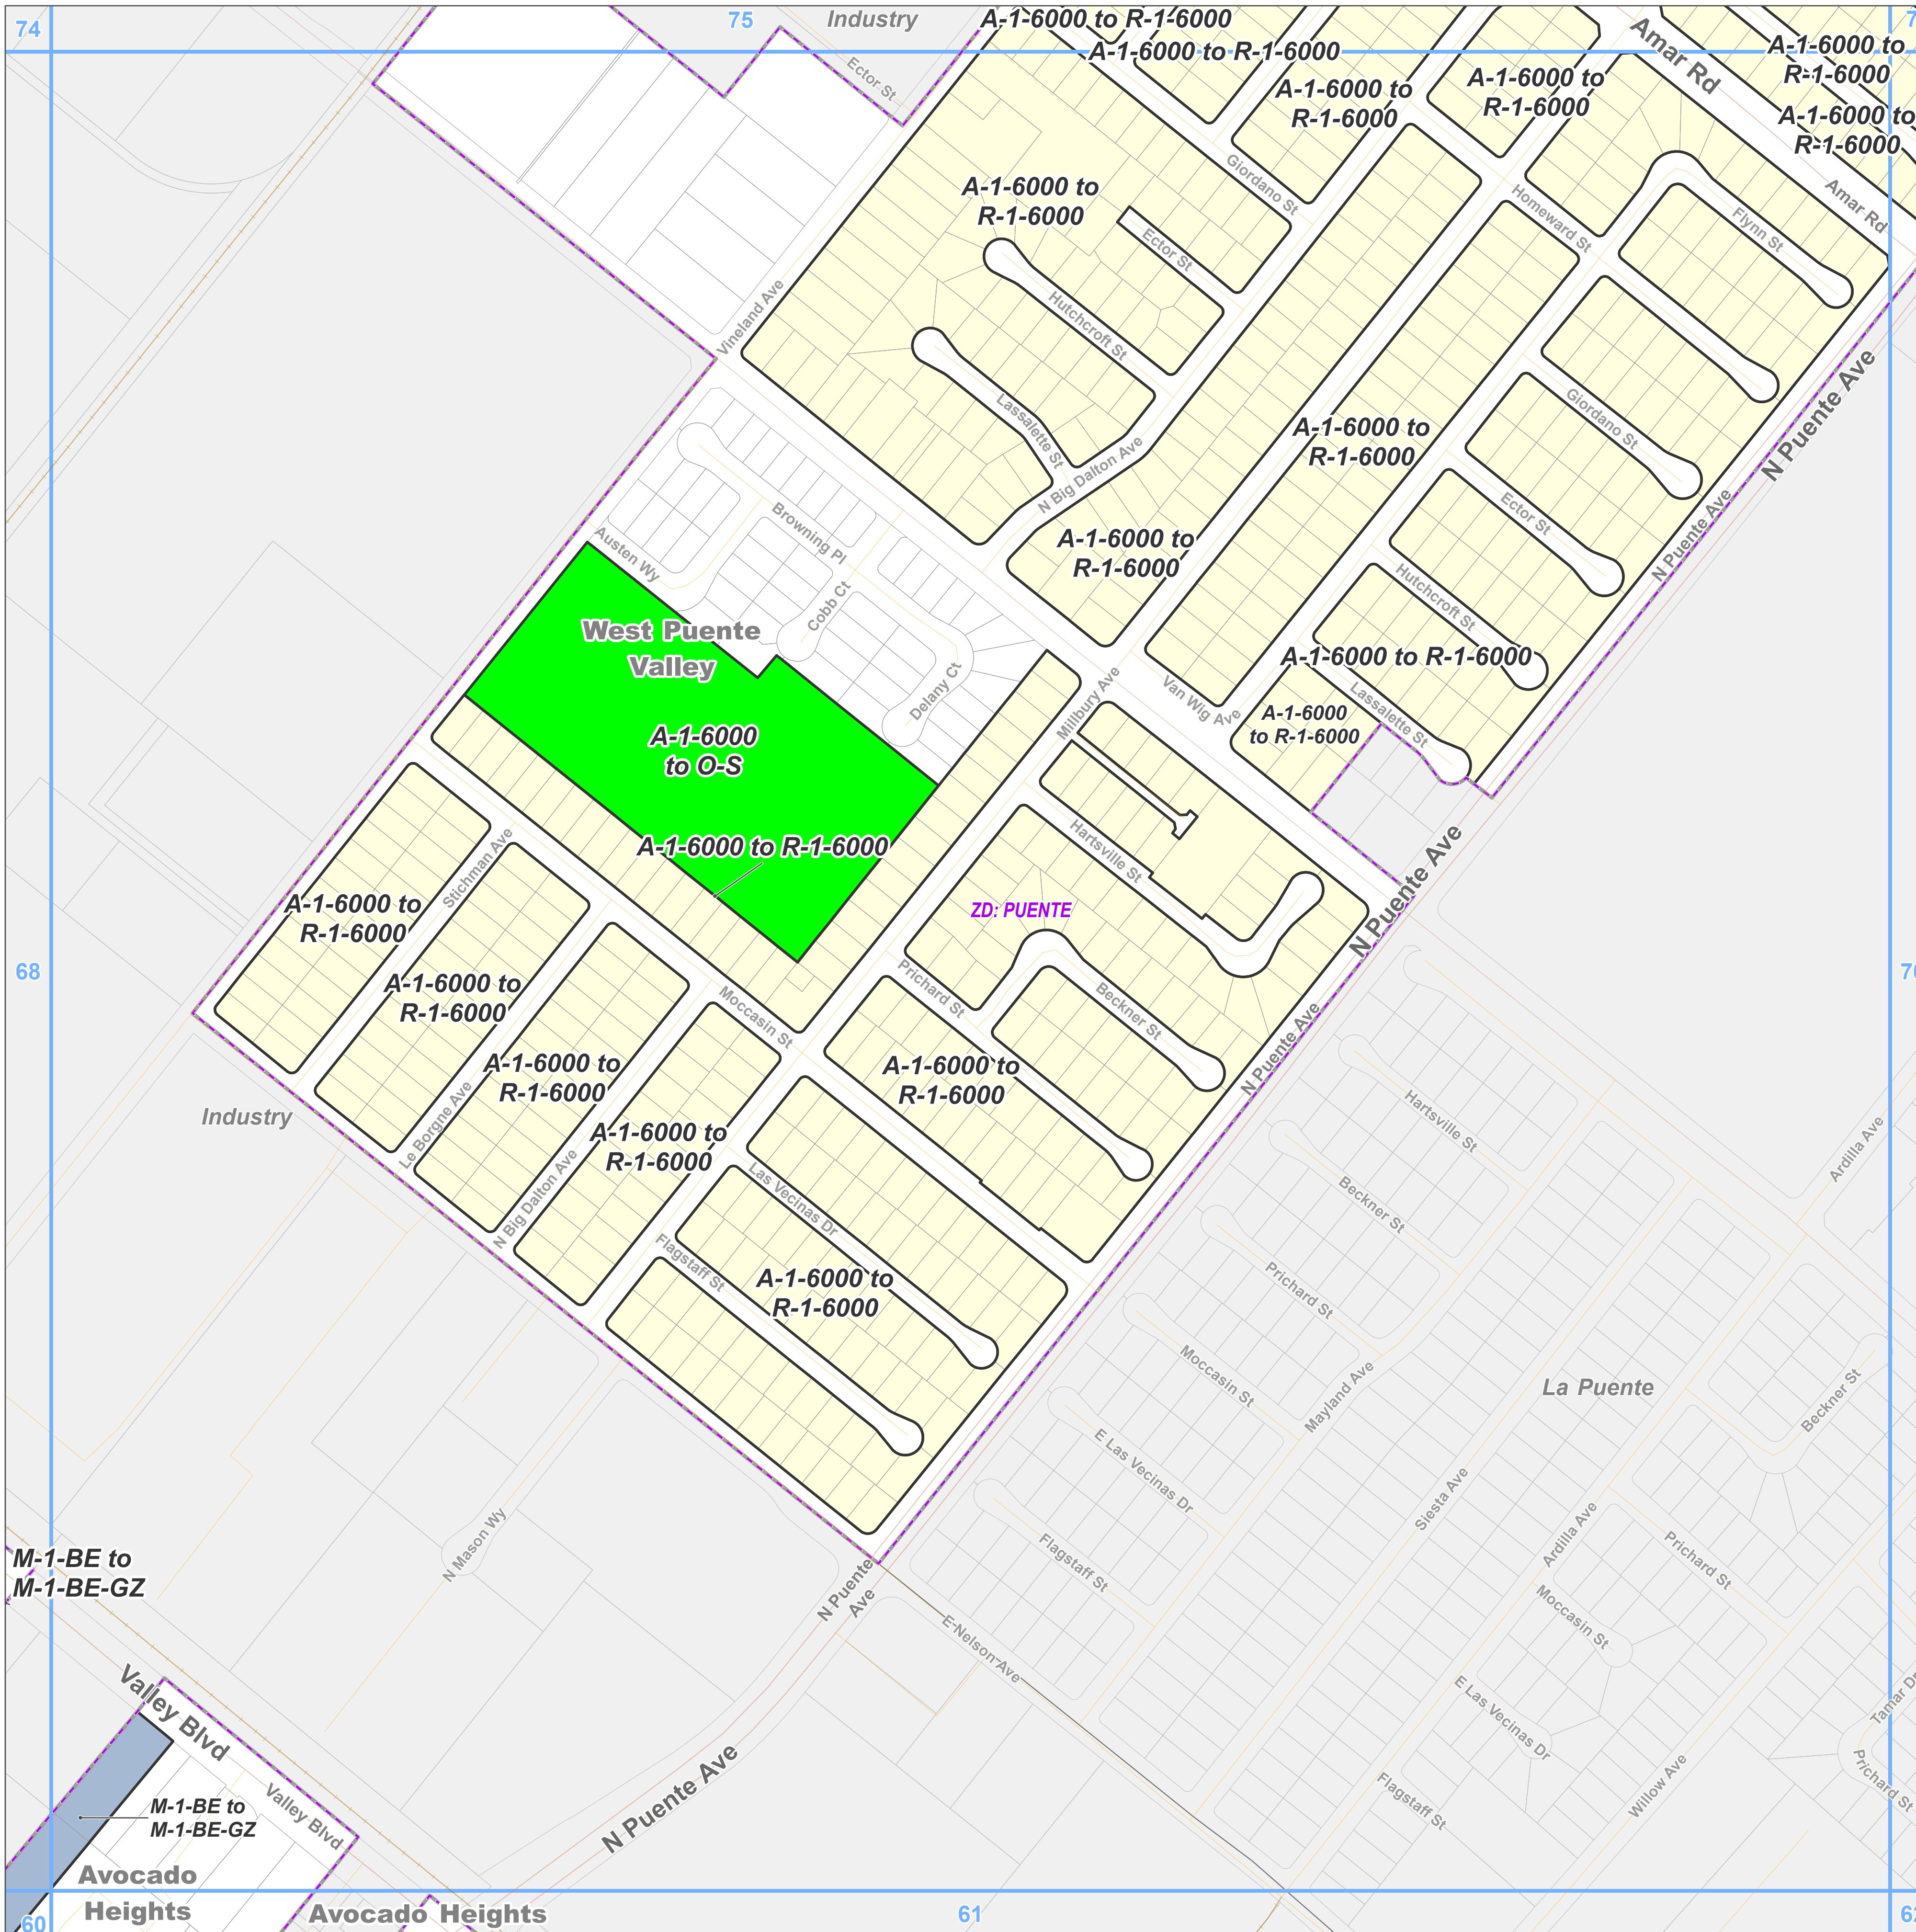 74
75
7
Industry
A-1-6000 to R-1-6000
A-1-6000 to R-1-6000
Amar Rd
A-1-6000 to
R-1-6000
Ector St
A-1-6000 to
R-1-6000
A-1-6000 to
R-1-6000
A-1-6000 to
R-1-6000
Giordano St
A-1-6000 to
R-1-6000
Homeward St
Amar Rd
Flynn St
Ector St
Vineland Ave
Hutchcroft St
Lassalette St
N Big Dalton Ave
A-1-6000 to
R-1-6000
Giordano St
N Puente Ave
Ector St
N Puente Ave
Browning Pl
Austen Wy
Cobb Ct
A-1-6000 to
R-1-6000
Hutchcroft St
West Puente
Valley
Delany Ct
Millbury Ave
Van Wig Ave
A-1-6000 to R-1-6000
Lassalette St
A-1-6000
to R-1-6000
A-1-6000
to O-S
A-1-6000 to R-1-6000
Hartsville St
N Puente Ave
Stichman Ave
A-1-6000 to
R-1-6000
ZD: PUENTE
68
70
A-1-6000 to
R-1-6000
Moccasin St
Prichard St
Beckner St
N Puente Ave
A-1-6000 to
R-1-6000
A-1-6000 to
R-1-6000
Industry
Le Borgne Ave
A-1-6000 to
R-1-6000
N Big Dalton Ave
Las Vecinas Dr
Flagstaff St
A-1-6000 to
R-1-6000
Hartsville St
Ardilla Ave
Beckner St
Prichard St
Moccasin St
Mayland Ave
La Puente
Beckner St
E Las Vecinas Dr
Siesta Ave
Ardilla Ave
Flagstaff St
Prichard St
Moccasin St
N Mason Wy
M-1-BE to
M-1-BE-GZ
N Puente
Ave
E Nelson Ave
E Las Vecinas Dr
Tamar Dr
Valley Blvd
N Puente Ave
Flagstaff St
Willow Ave
Prichard St
Valley Blvd
M-1-BE to
M-1-BE-GZ
Avocado
Heights
Avocado Heights
60
61
62